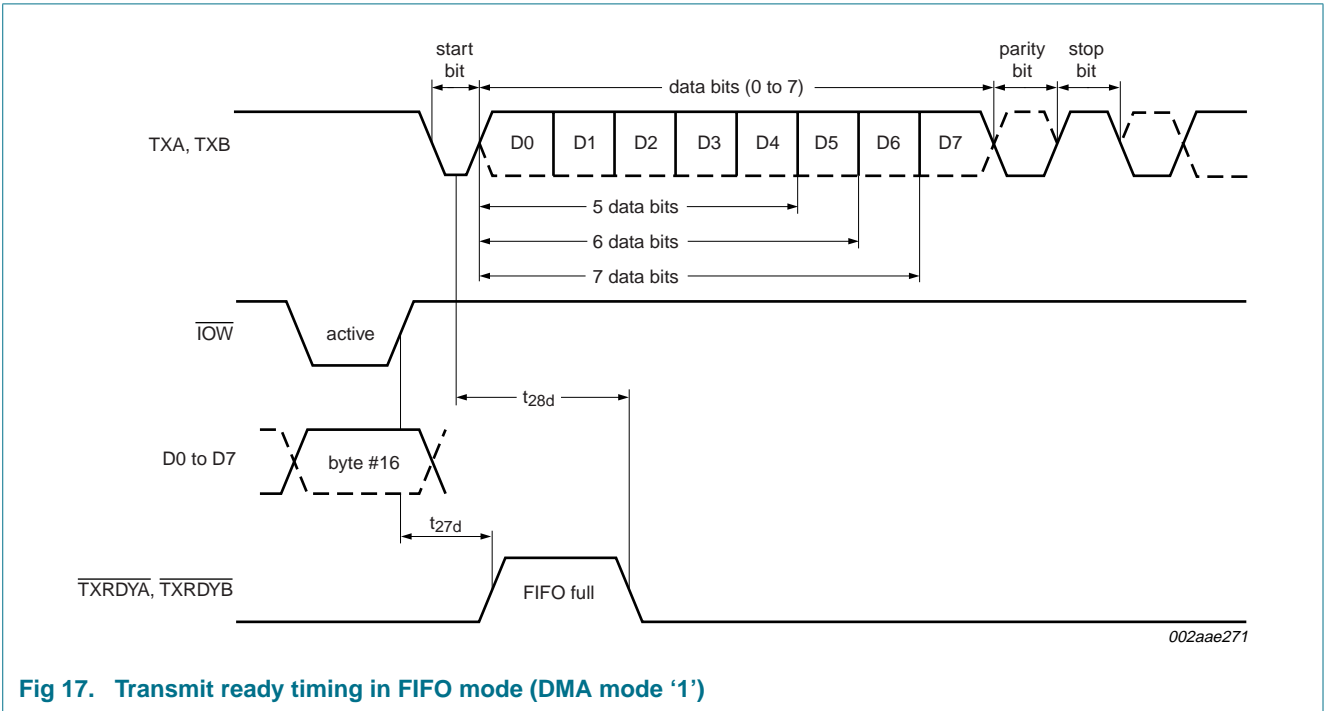 start
bit
data bits (0 to 7)
parity
bit
stop
bit
TXA, TXB
D0 D1 D2 D3 D4 D5 D6 D7
5 data bits
6 data bits
7 data bits
IOW
active
t28d
D0 to D7
byte #16
t27d
TXRDYA, TXRDYB
FIFO full
002aae271
Fig 17. Transmit ready timing in FIFO mode (DMA mode ‘1’)